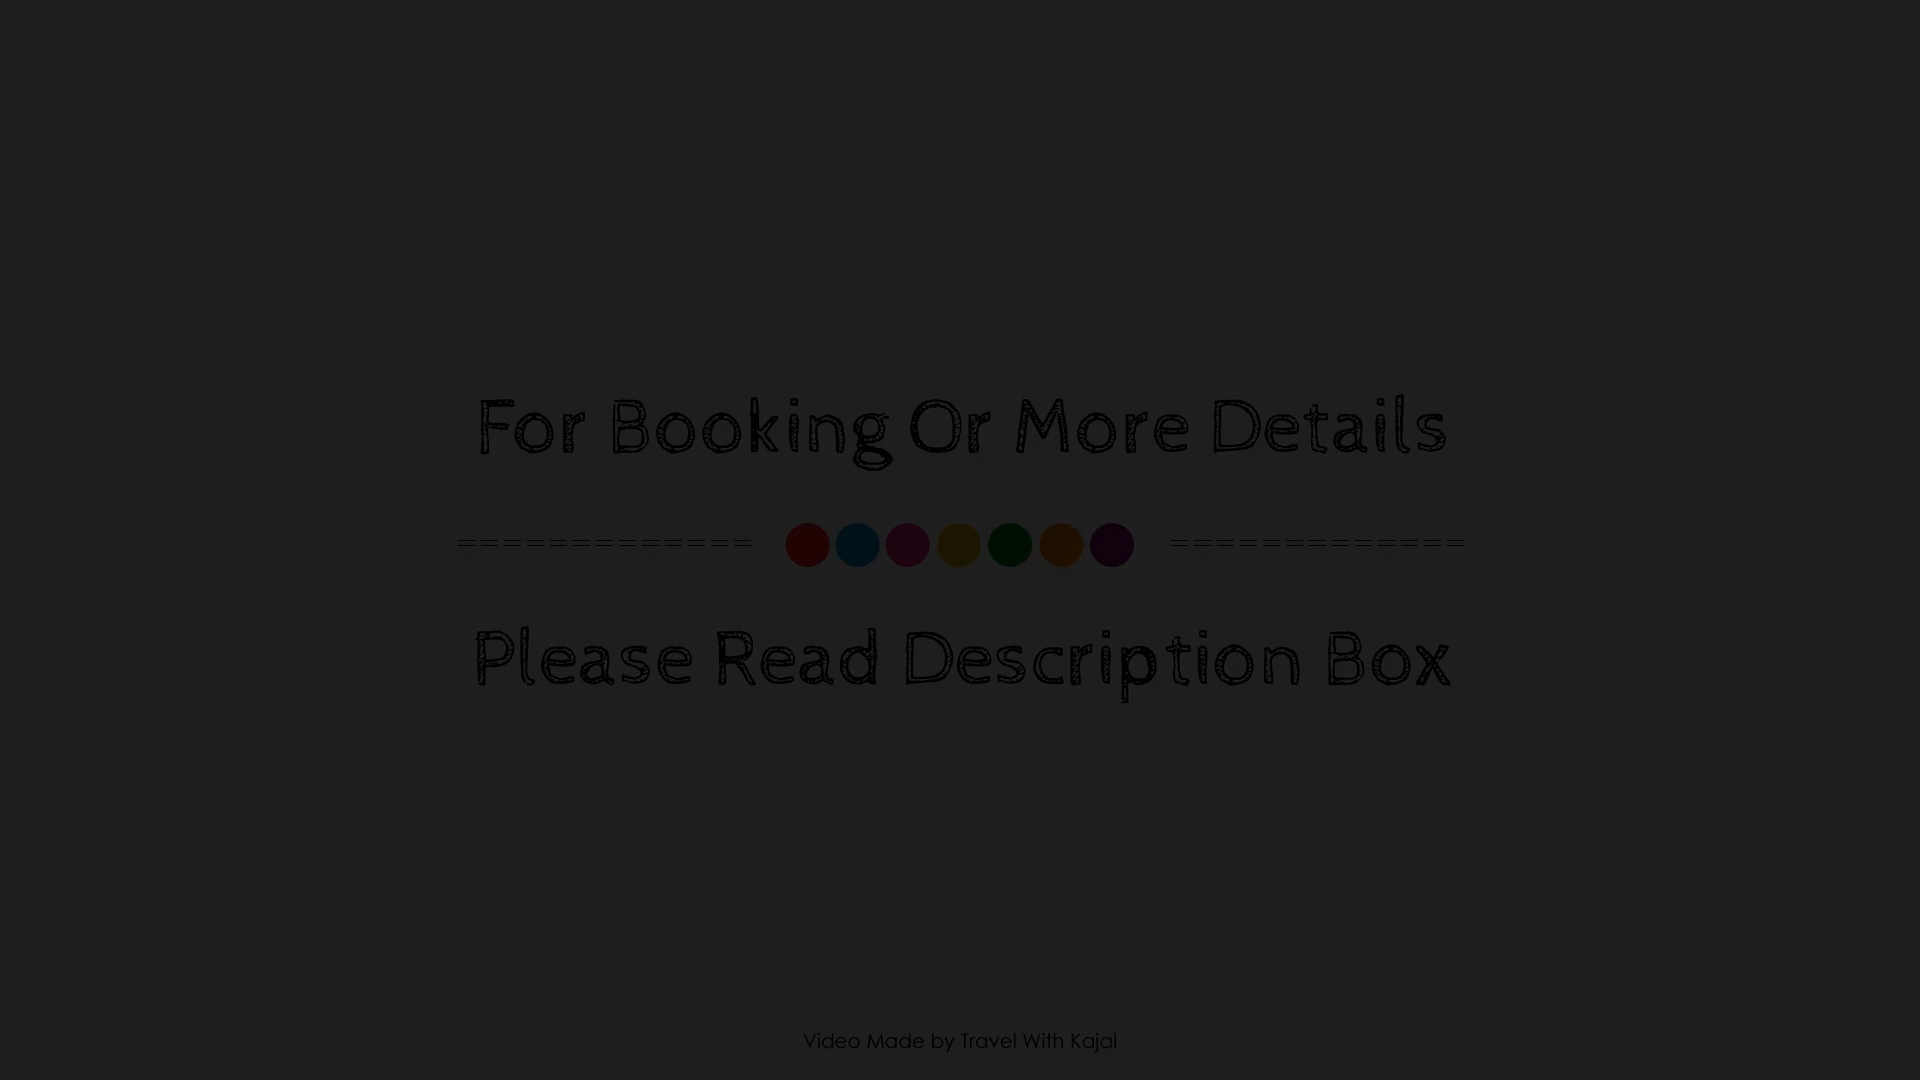 For Booking Or More Details
============= =============
Please Read Description Box
Video Made by Travel With Kajal